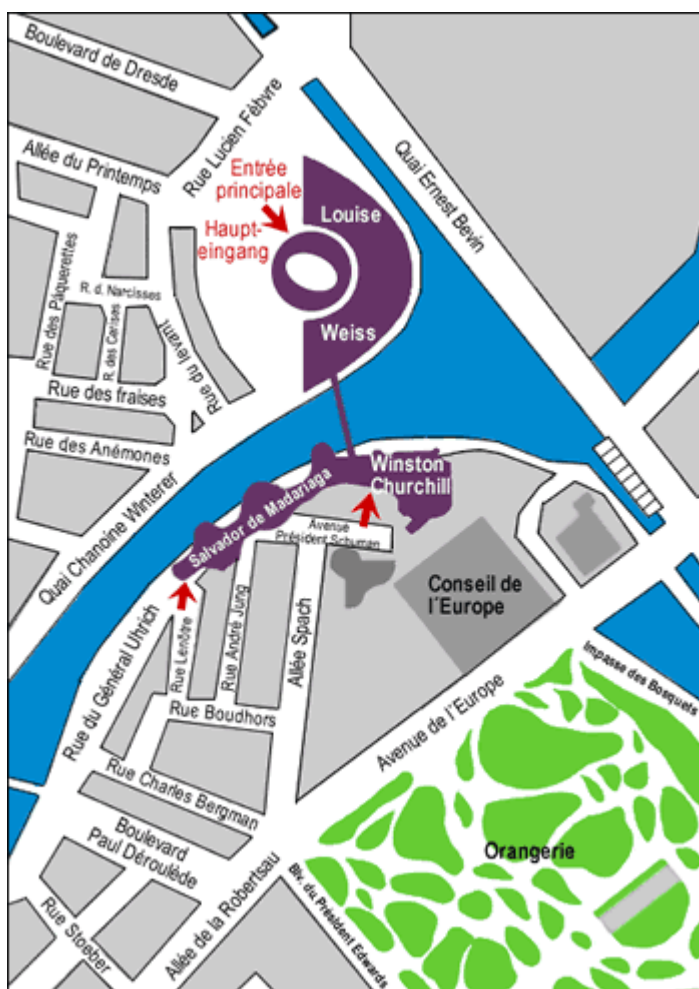 Boulevard de Dresde
Allée du Printemps
Rue Lucien Fèbvre
Quai Ernest Bevin
Entrée
principale
Haupt-
eingang
Louise
Weiss
Rue des Pâquerettes
R. d. Narcisses
R. des Cerises
Rue du levant
Rue des fraises
Rue des Anémones
Quai Chanoine Winterer
Winston
Churchill
Salvador de Madariaga
Avenue
Président Schuman
Conseil de
l´Europe
Rue du Général Uhrich
Rue Lenôtre
Rue André Jung
Allée Spach
Rue Boudhors
Rue Charles Bergman
Boulevard
Paul Déroulède
Rue Stoeber
Allée de la Robertsau
Avenue de l´Europe
Impasse des Bosquets
Orangerie
Blv. du Président Edwards